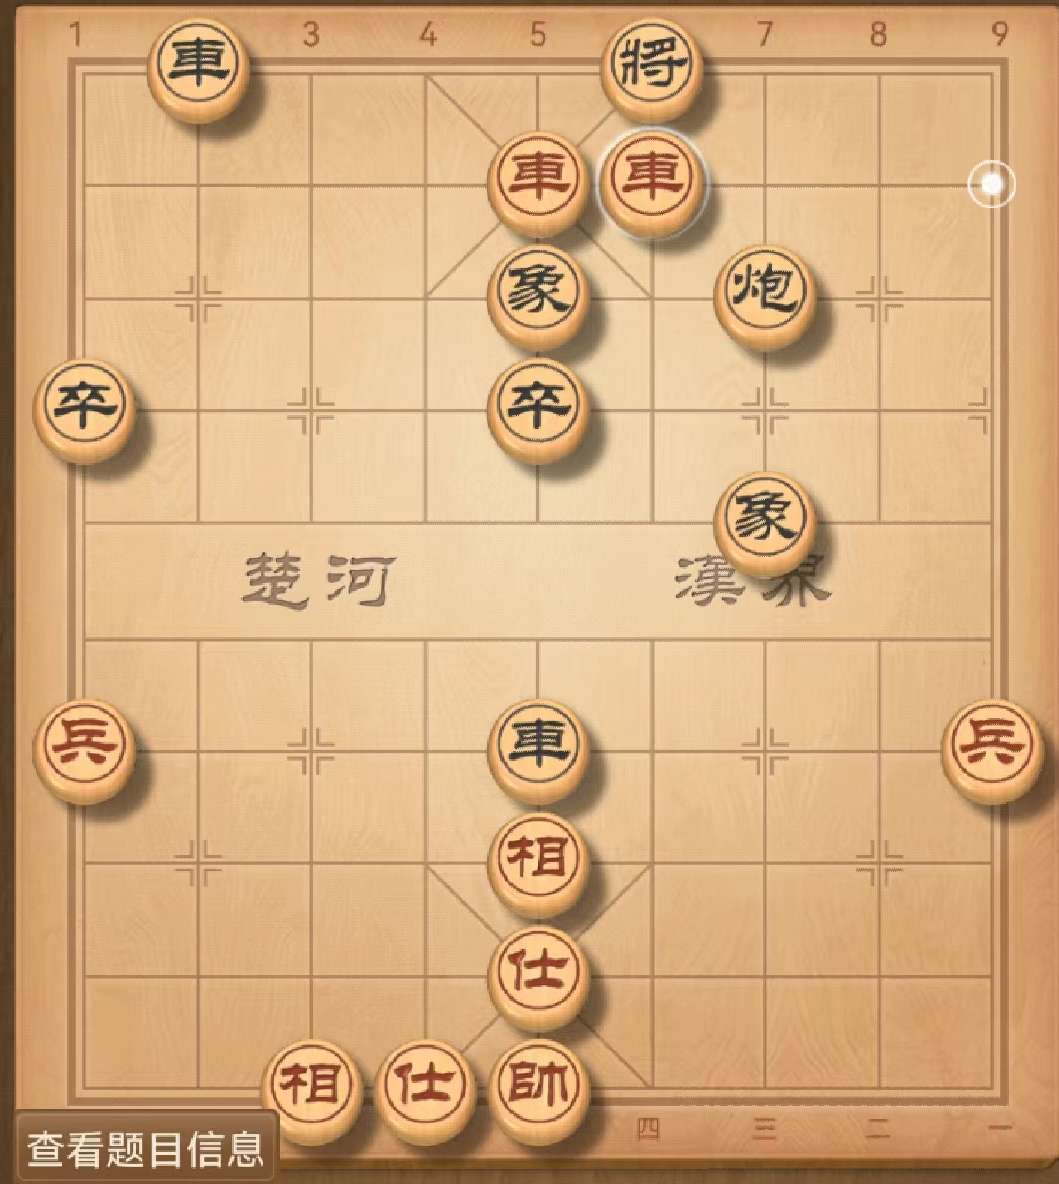 1 3 4 5 7 8 9
車 將
車 車
象 炮
卒 卒
象
楚河 漢界
兵 車 兵
相
仕
相 仕 帥
四 三 二 一
查看题目信息